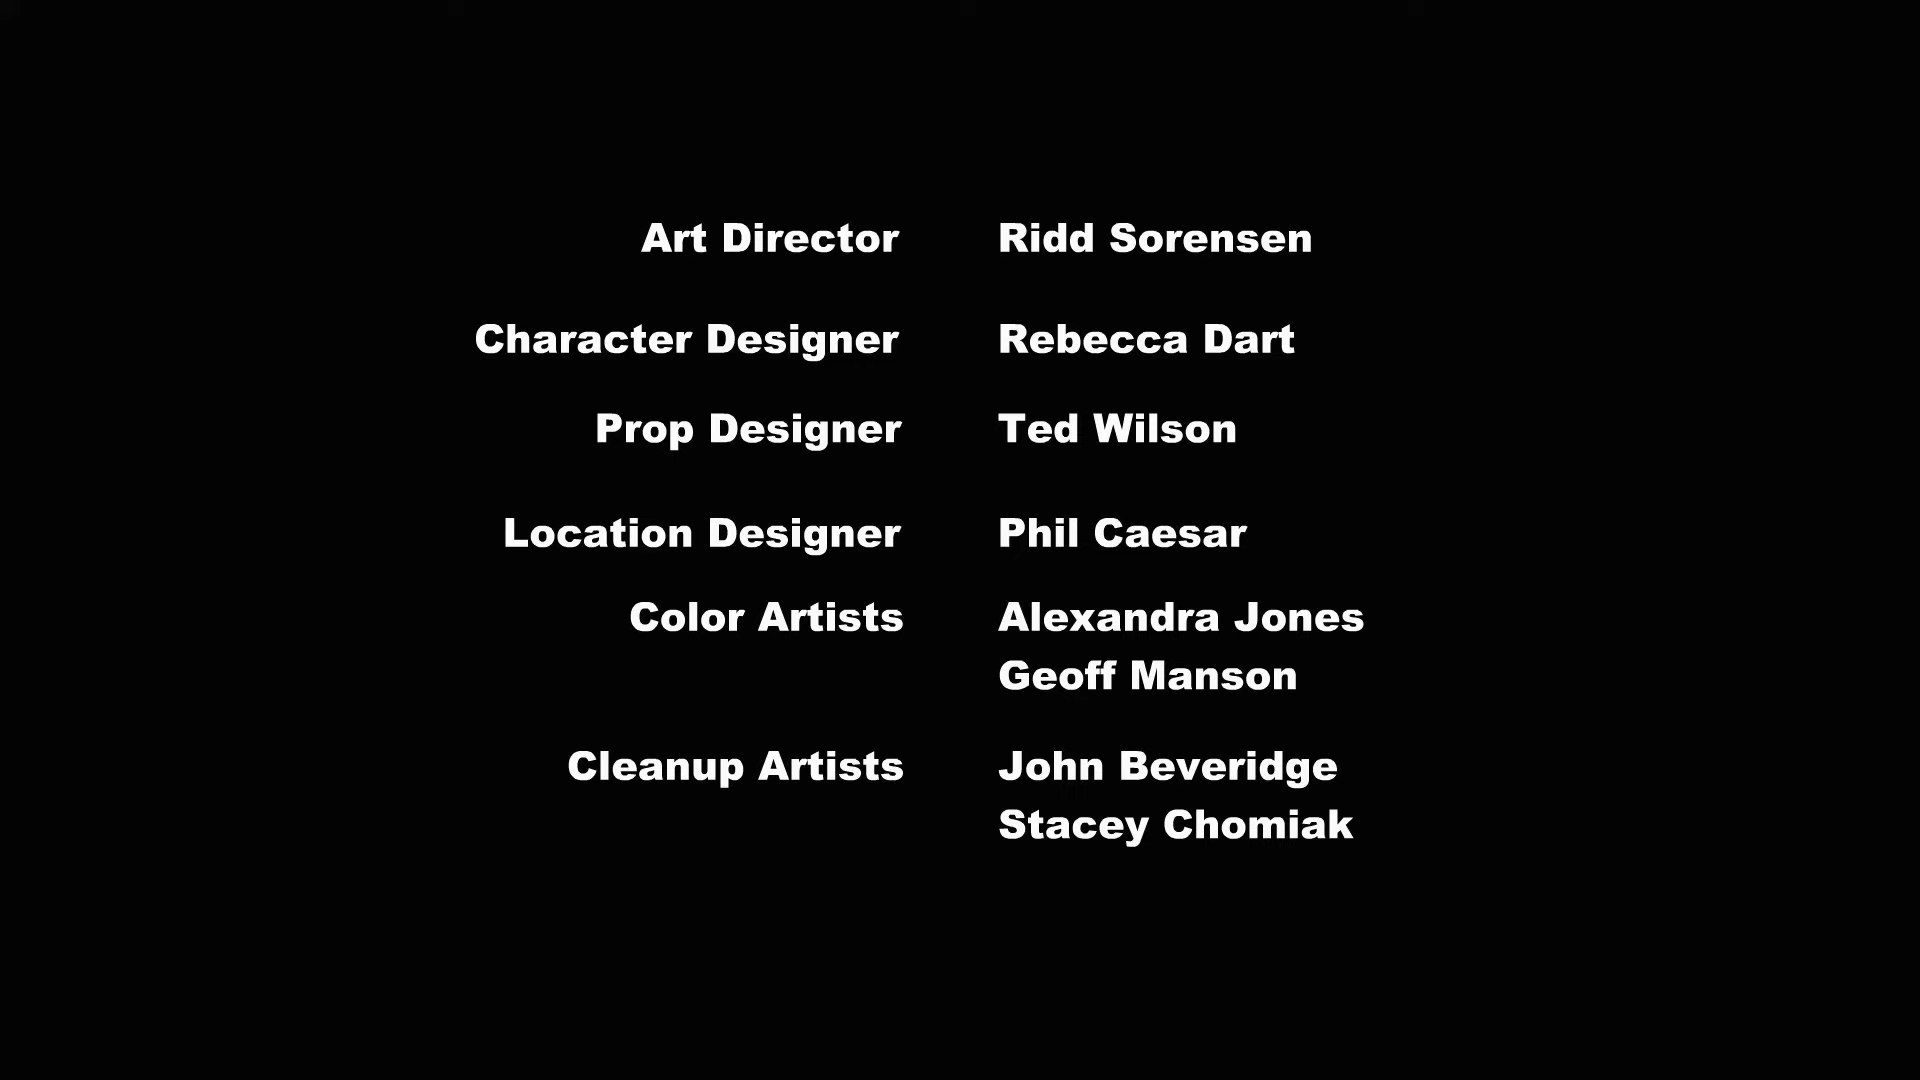 Art Director Ridd Sorensen
Character Designer Rebecca Dart
Prop Designer Ted Wilson
Location Designer Phil Caesar
Color Artists Alexandra Jones
Geoff Manson
Cleanup Artists John Beveridge
Stacey Chomiak